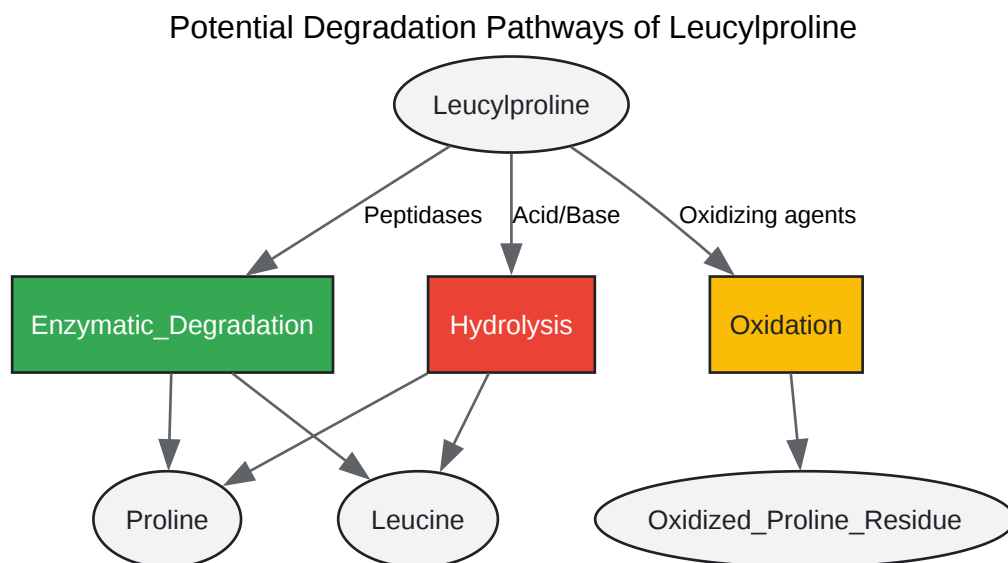 Potential Degradation Pathways of Leucylproline
Leucylproline
Peptidases
Acid/Base
Oxidizing agents
Enzymatic_Degradation
Hydrolysis
Oxidation
Proline
Leucine
Oxidized_Proline_Residue